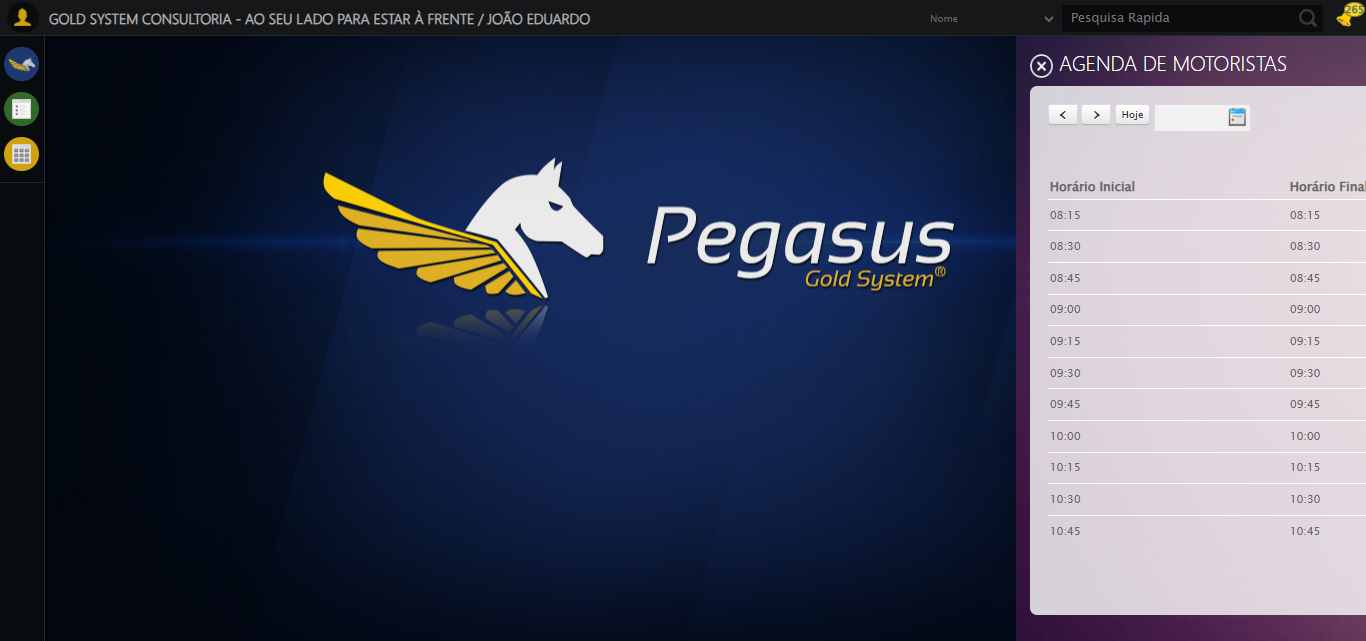 GOLD SYSTEM CONSULTORIA - AO SEU LADO PARA ESTAR À FRENTE / JOÃO EDUARDO
Nome
Pesquisa Rapida
265
Pegasus
Gold System®
AGENDA DE MOTORISTAS
< > Hoje
Horário Inicial Horário Final
08:15 08:15
08:30 08:30
08:45 08:45
09:00 09:00
09:15 09:15
09:30 09:30
09:45 09:45
10:00 10:00
10:15 10:15
10:30 10:30
10:45 10:45